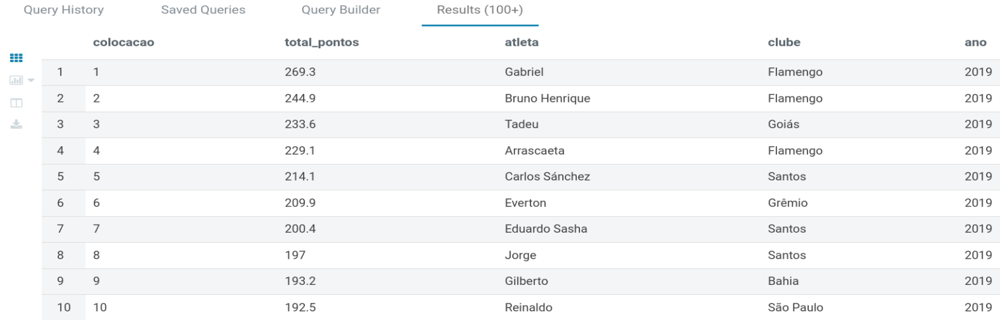 Query History Saved Queries Query Builder Results (100+)
colocacao total_pontos atleta clube ano
1 1 269.3 Gabriel Flamengo 2019
2 2 244.9 Bruno Henrique Flamengo 2019
3 3 233.6 Tadeu Goiás 2019
4 4 229.1 Arrascaeta Flamengo 2019
5 5 214.1 Carlos Sánchez Santos 2019
6 6 209.9 Everton Grêmio 2019
7 7 200.4 Eduardo Sasha Santos 2019
8 8 197 Jorge Santos 2019
9 9 193.2 Gilberto Bahia 2019
10 10 192.5 Reinaldo São Paulo 2019